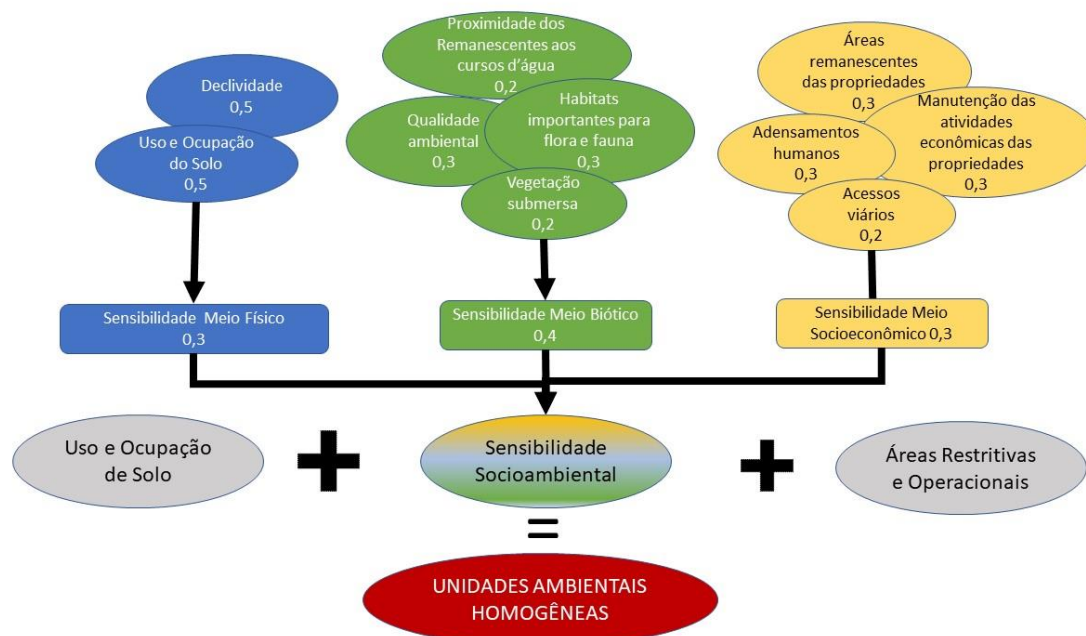 Declividade
0,5
Uso e Ocupação
do Solo
0,5
Proximidade dos
Remanescentes aos
cursos d’água
0,2
Qualidade
ambiental
0,3
Habitats
importantes para
flora e fauna
0,3
Vegetação
submersa
0,2
Áreas
remanescentes
das propriedades
0,3
Manutenção das
atividades
econômicas das
propriedades
0,3
Adensamentos
humanos
0,3
Acessos
viários
0,2
Sensibilidade Meio Físico
0,3
Sensibilidade Meio Biótico
0,4
Sensibilidade Meio
Socioeconômico 0,3
Uso e Ocupação
de Solo
+
Sensibilidade
Socioambiental
+
Áreas Restritivas
e Operacionais
=
UNIDADES AMBIENTAIS
HOMOGÊNEAS